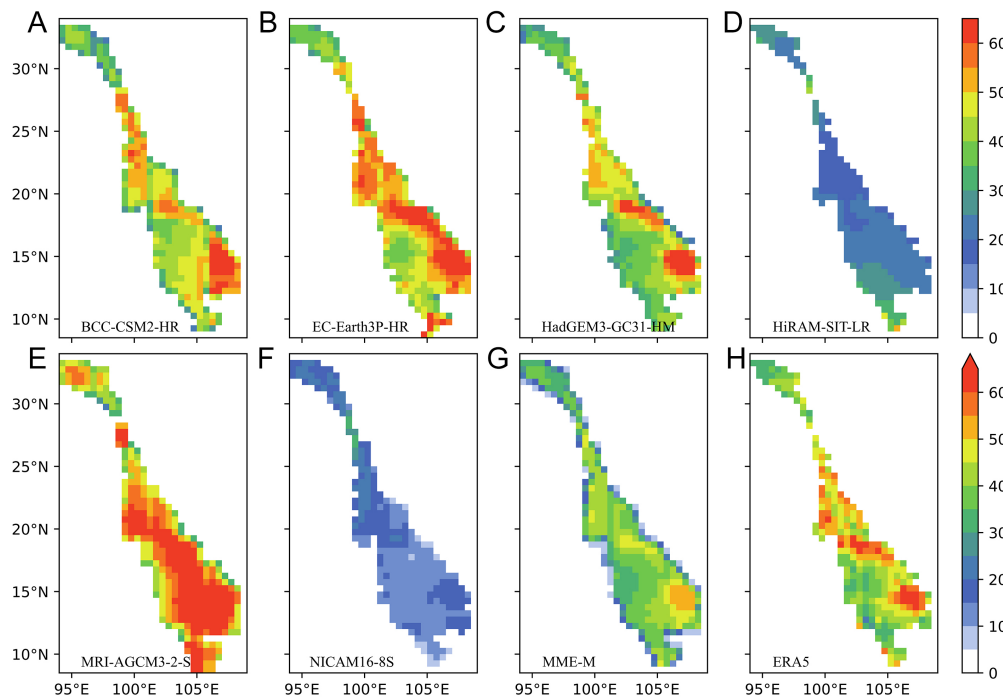 A
B
C
D
30°N
25°N
20°N
15°N
10°N
BCC-CSM2-HR
EC-Earth3P-HR
HadGEM3-GC31-HM
HiRAM-SIT-LR
60
50
40
30
20
10
0
E
F
G
H
30°N
25°N
20°N
15°N
10°N
MRI-AGCM3-2-S
NICAM16-8S
MME-M
ERA5
60
50
40
30
20
10
0
95°E 100°E 105°E 95°E 100°E 105°E 95°E 100°E 105°E 95°E 100°E 105°E